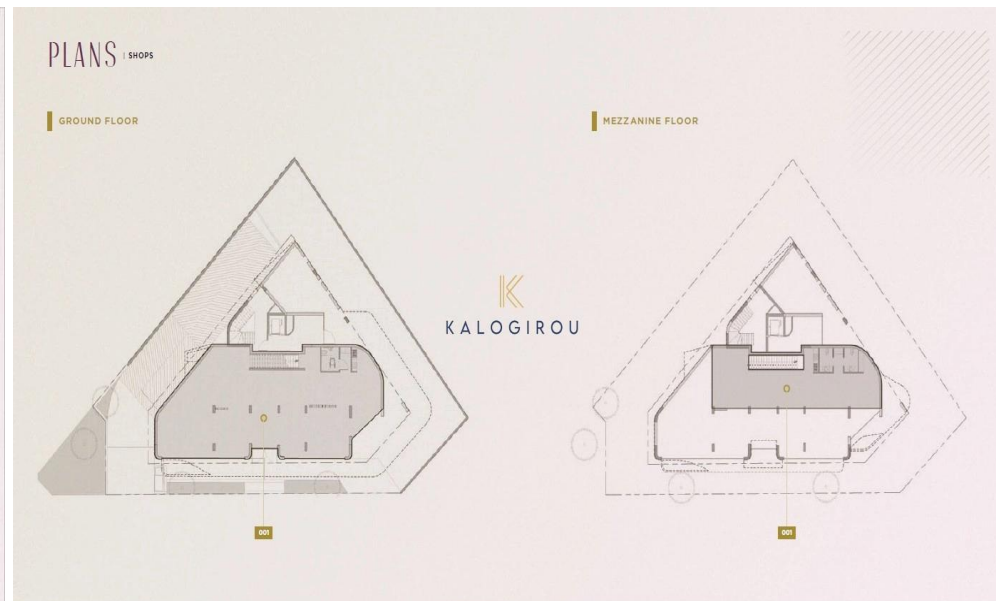 PLANS | SHOPS
GROUND FLOOR
MEZZANINE FLOOR
KALOGIROU
001
001